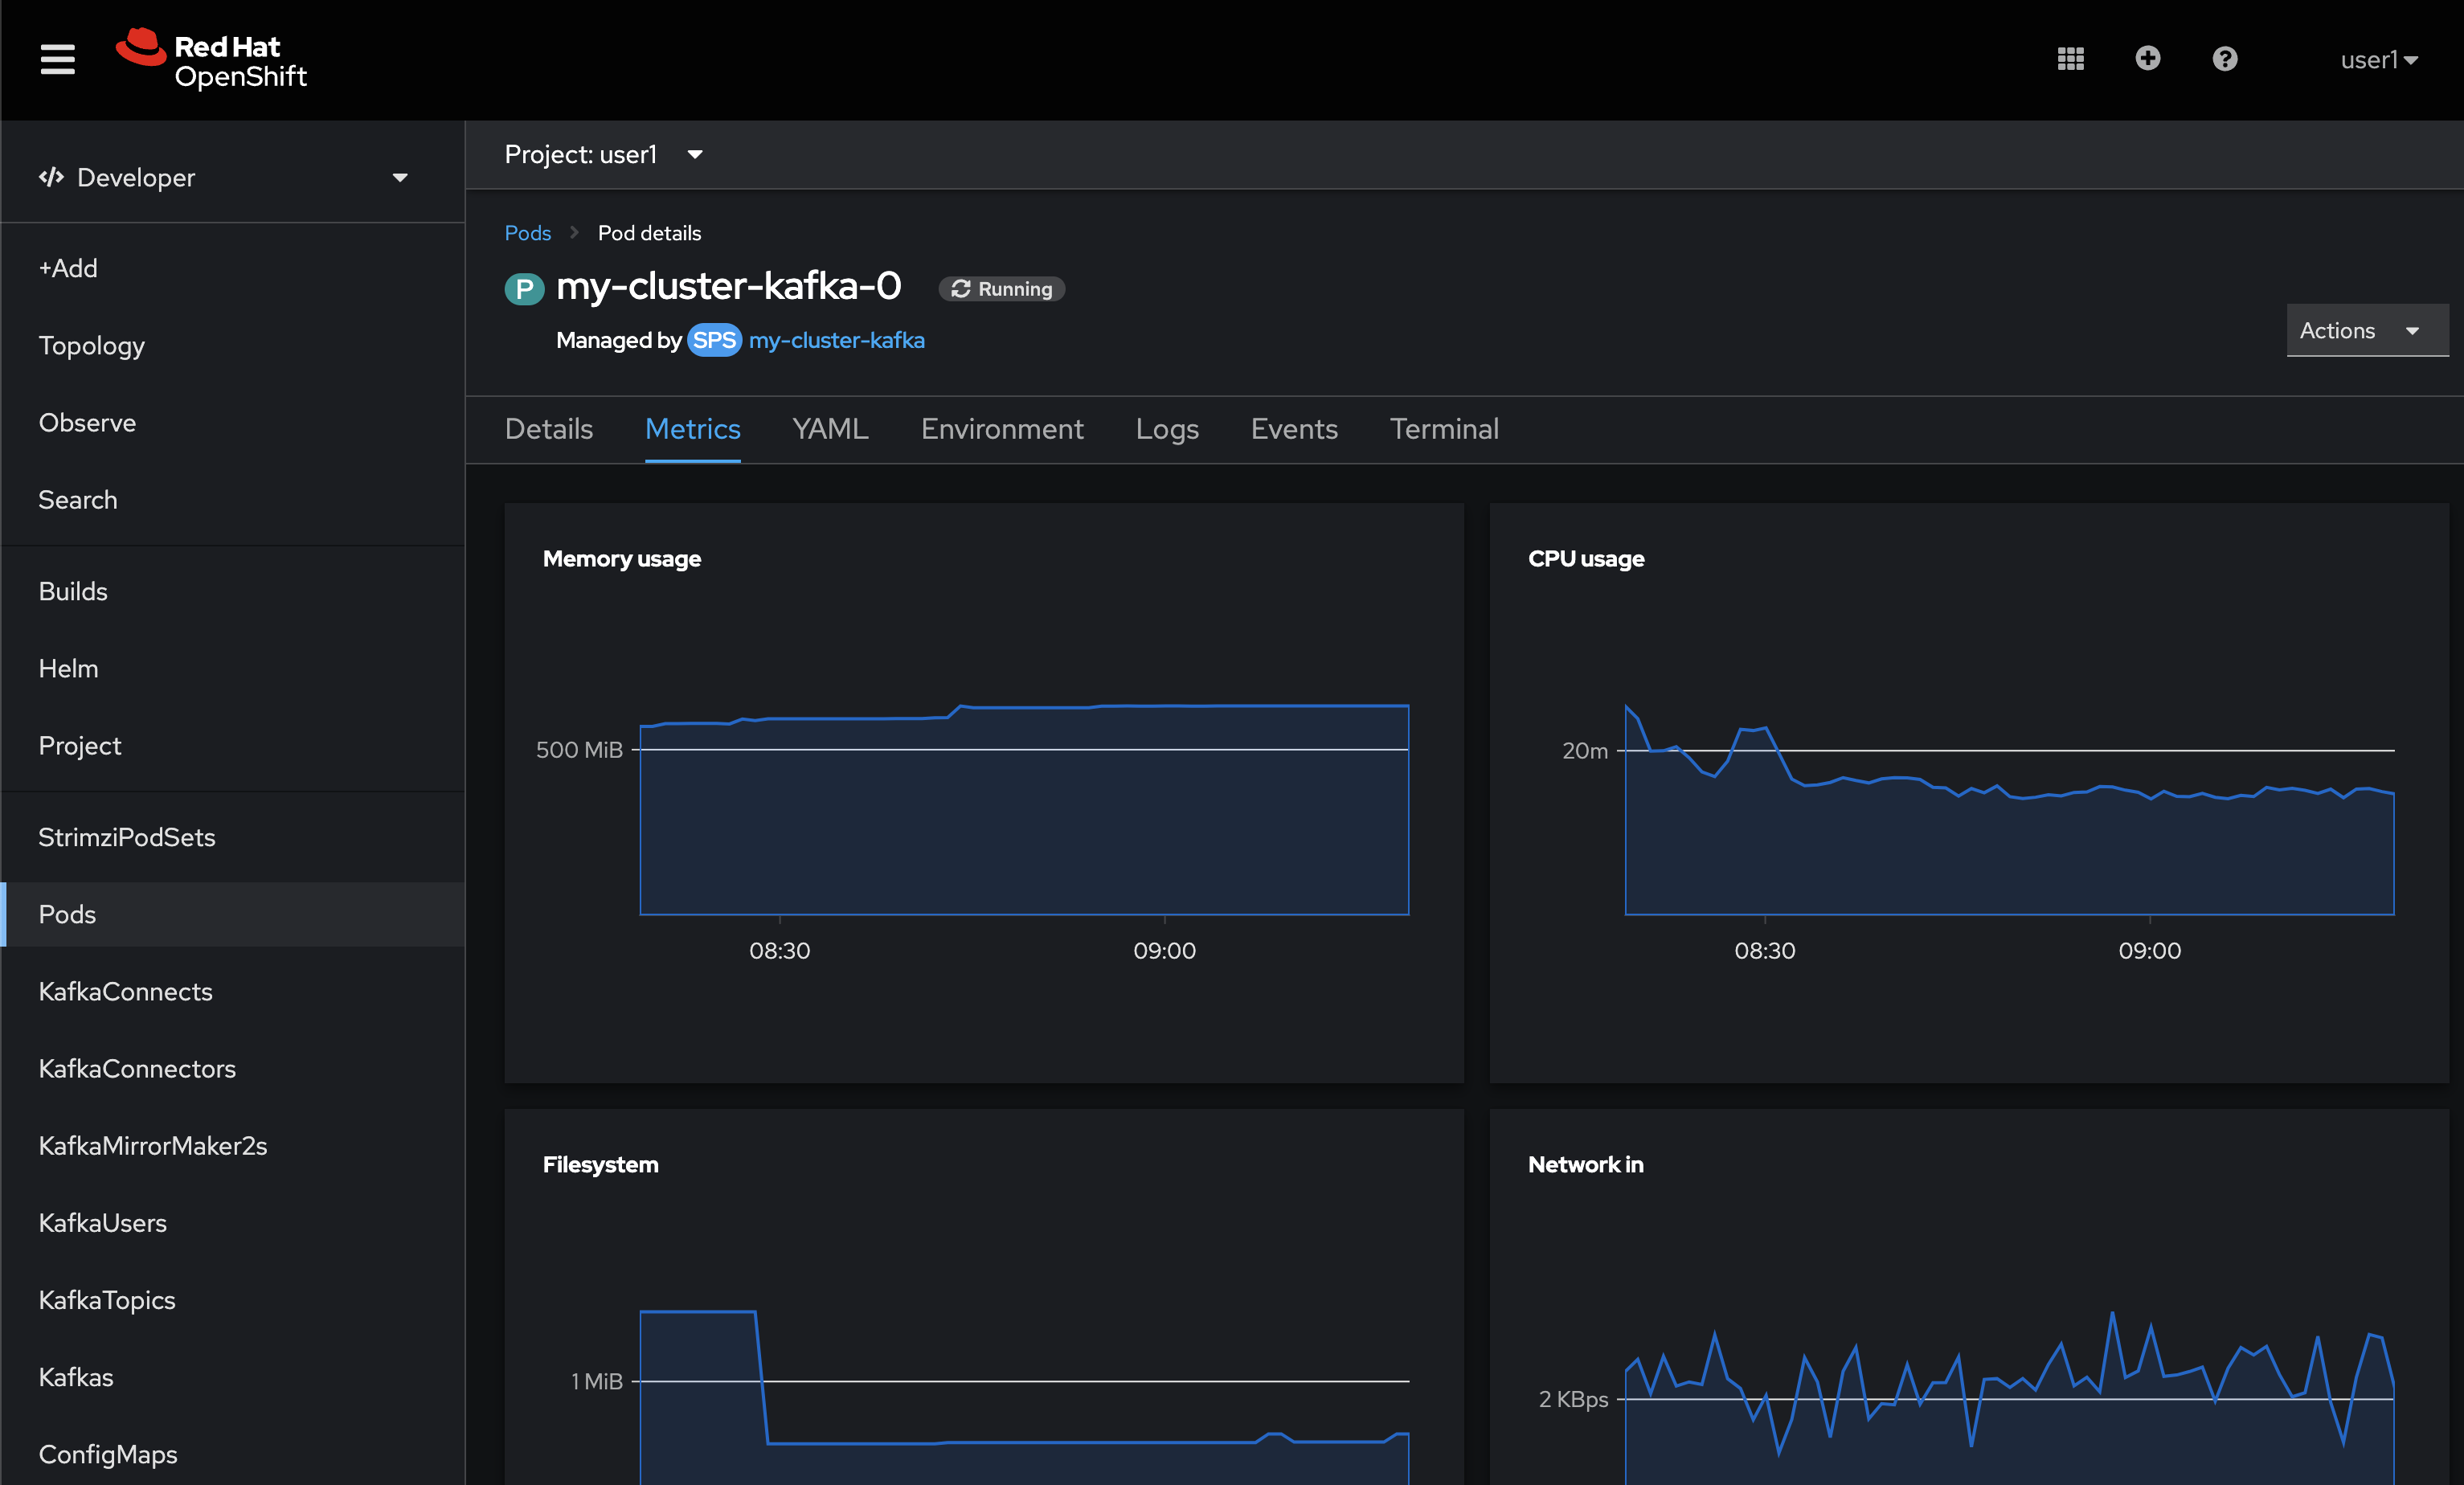 Red Hat
OpenShift
user1
Developer
+Add
Topology
Observe
Search
Builds
Helm
Project
StrimziPodSets
Pods
KafkaConnects
KafkaConnectors
KafkaMirrorMaker2s
KafkaUsers
KafkaTopics
Kafkas
ConfigMaps
Project: user1
Pods Pod details
P my-cluster-kafka-0 Running
Managed by SPS my-cluster-kafka
Actions
Details Metrics YAML Environment Logs Events Terminal
Memory usage
500 MiB
08:30 09:00
CPU usage
20m
08:30 09:00
Filesystem
1 MiB
Network in
2 KBps